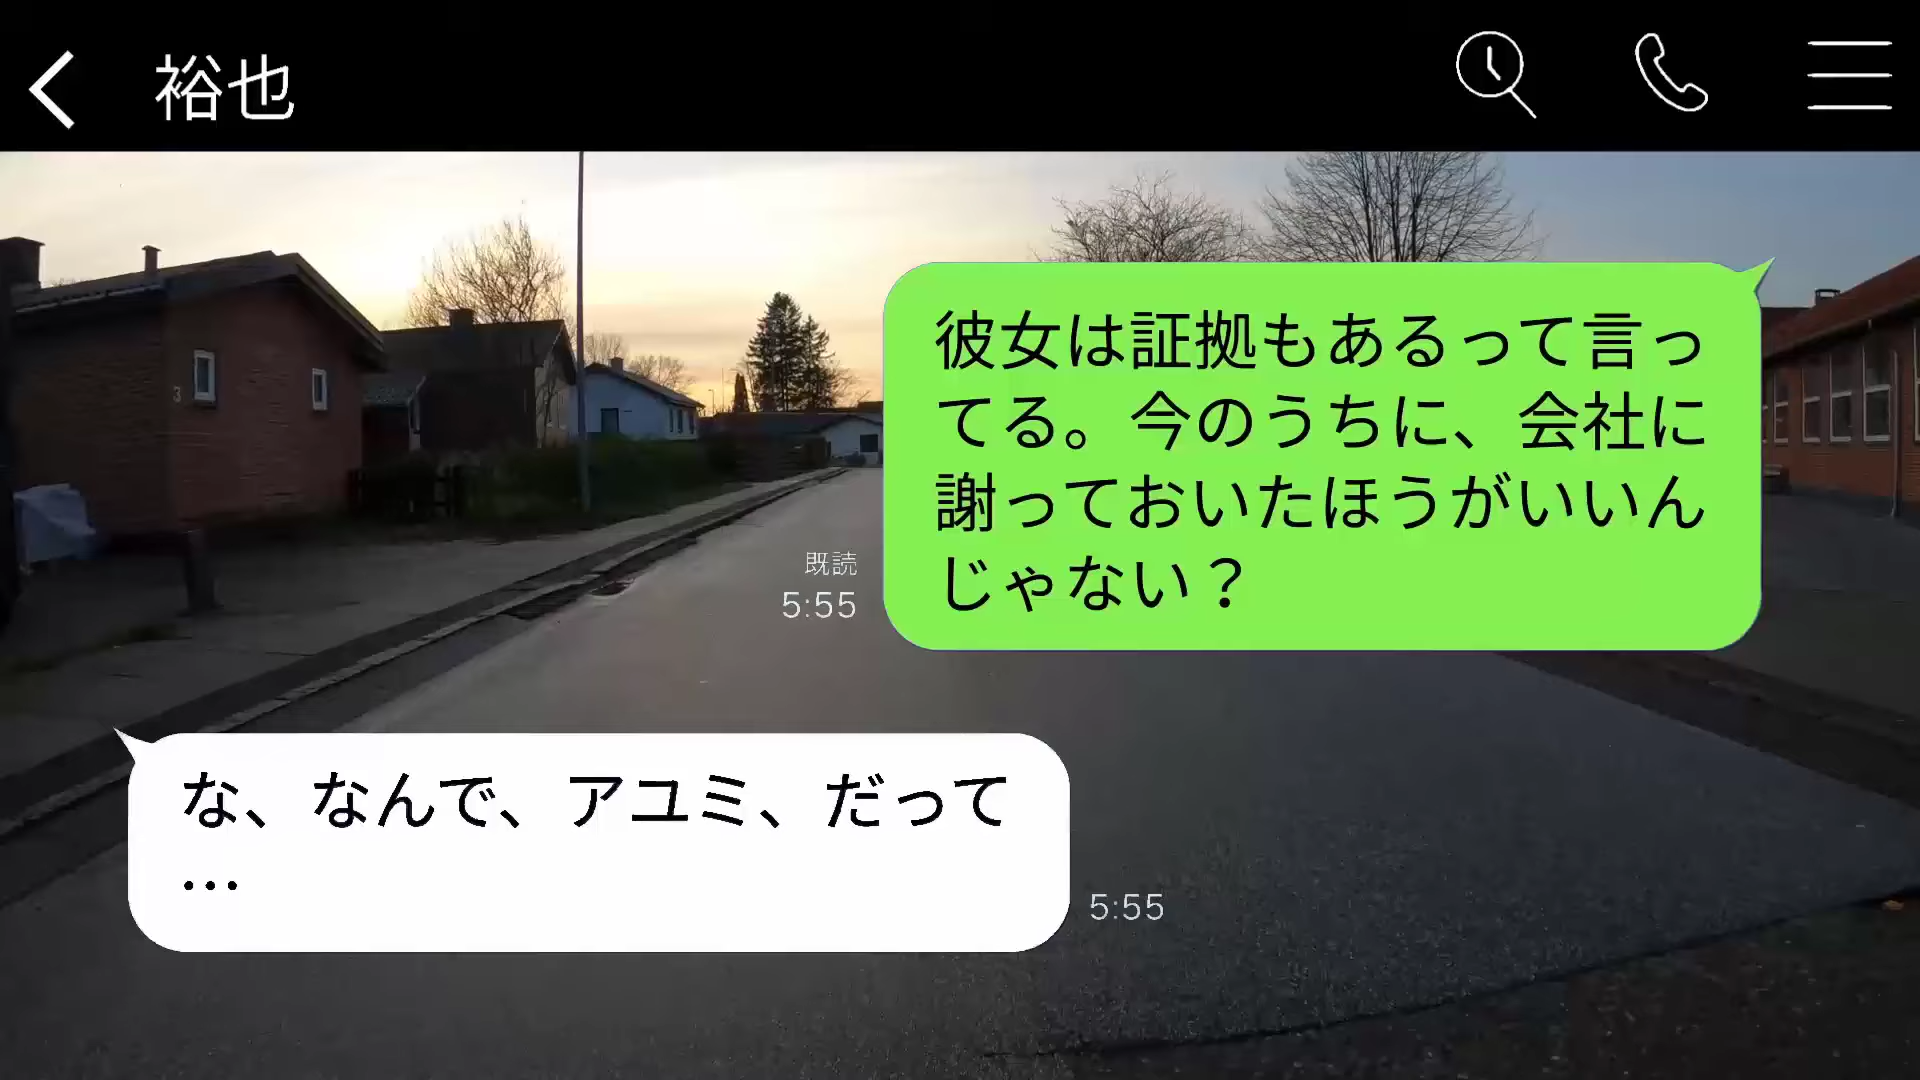 裕也
彼女は証拠もあるって言っ
てる。今のうちに、会社に
謝っておいたほうがいいん
じゃない？
既読
5:55
な、なんで、アユミ、だって
…
5:55
3